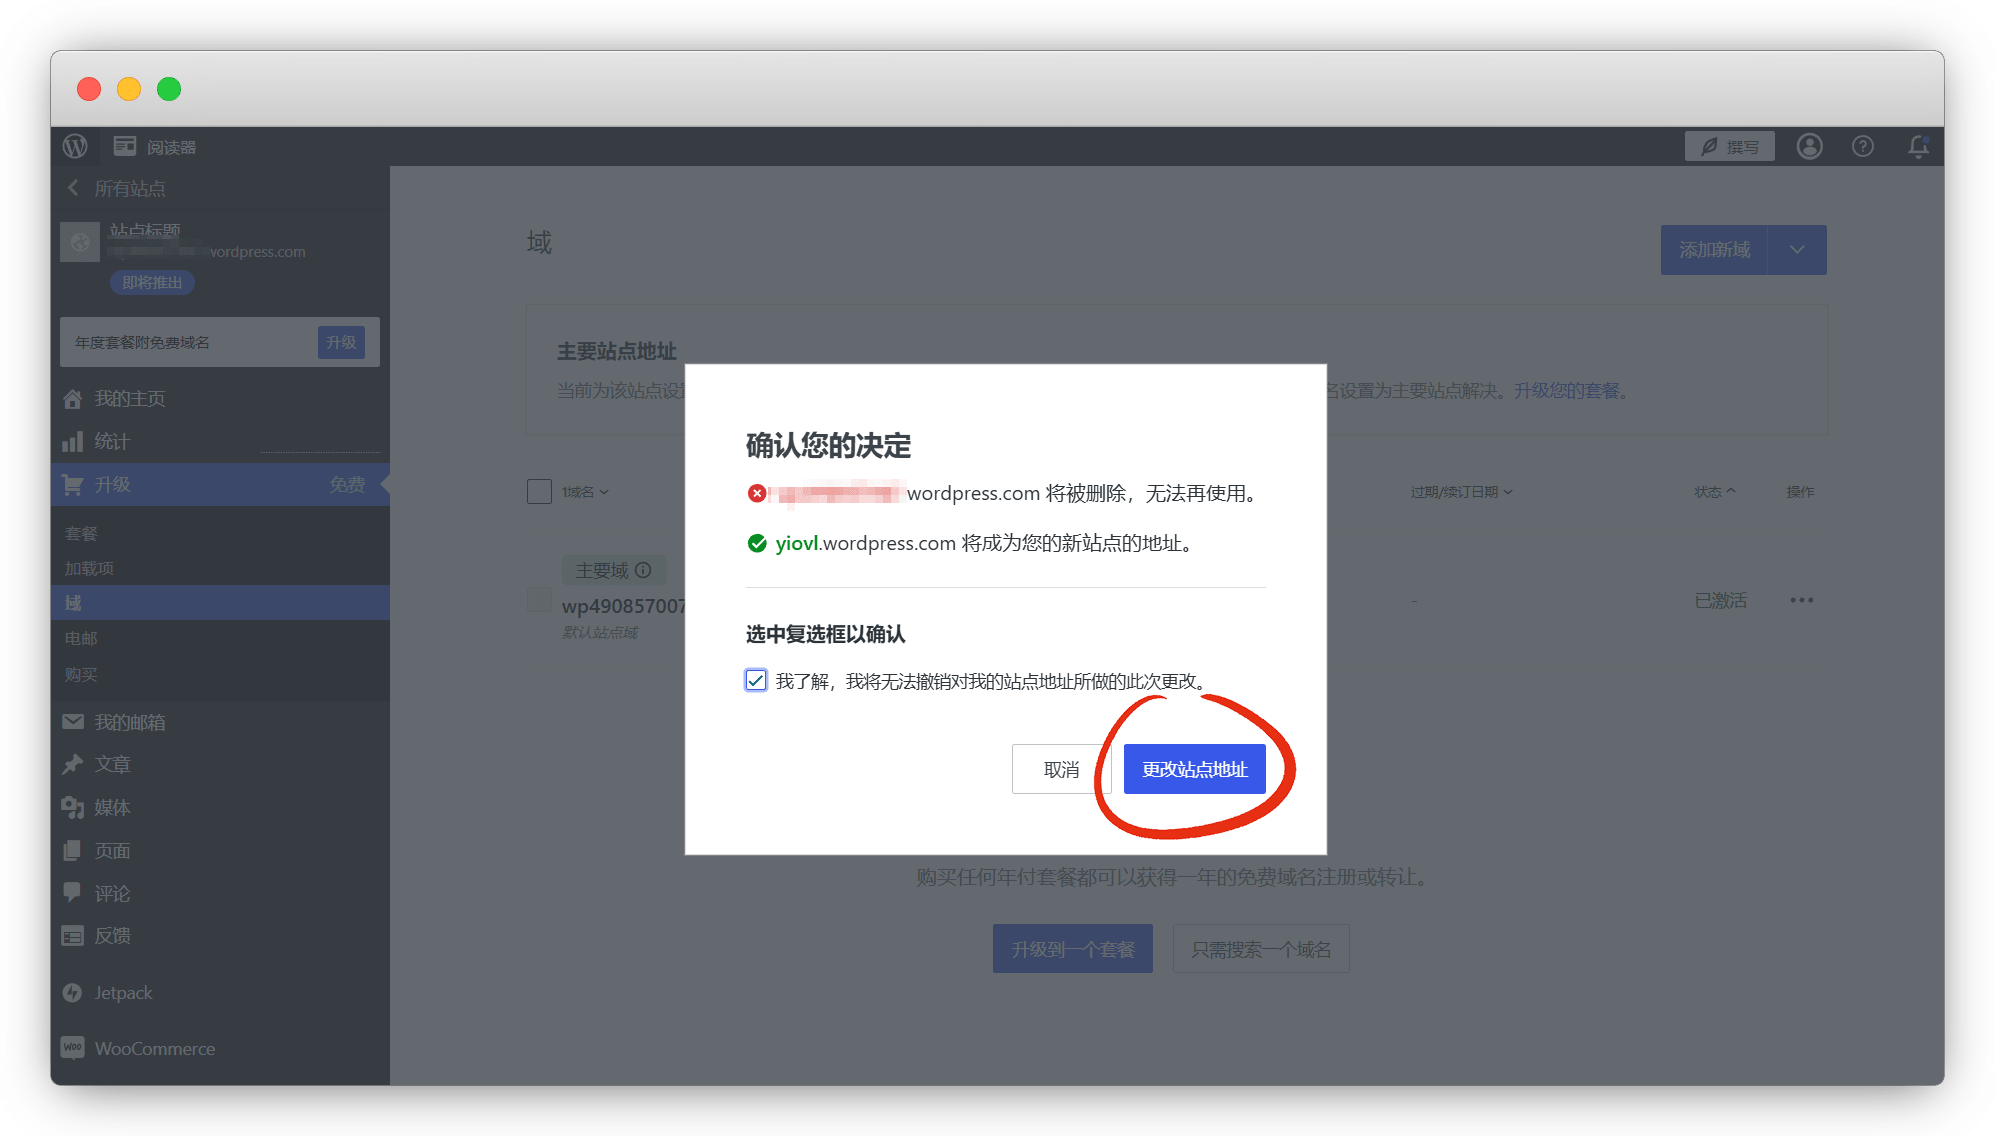 阅读器
撰写
所有站点
站点标题
wordpress.com
即将推出
年度套餐附免费域名
升级
我的主页
统计
升级
免费
套餐
加载项
域
电邮
购买
我的邮箱
文章
媒体
页面
评论
反馈
Jetpack
WooCommerce
域
添加新域
主要站点地址
当前为该站点设
名设置为主要站点解决。升级您的套餐。
1域名
过期/续订日期
状态
操作
主要域
wp490857007
默认站点域
-
已激活
确认您的决定
wordpress.com 将被删除，无法再使用。
yiovl.wordpress.com 将成为您的新站点的地址。
选中复选框以确认
我了解，我将无法撤销对我的站点地址所做的此次更改。
取消
更改站点地址
购买任何年付套餐都可以获得一年的免费域名注册或转让。
升级到一个套餐
只需搜索一个域名